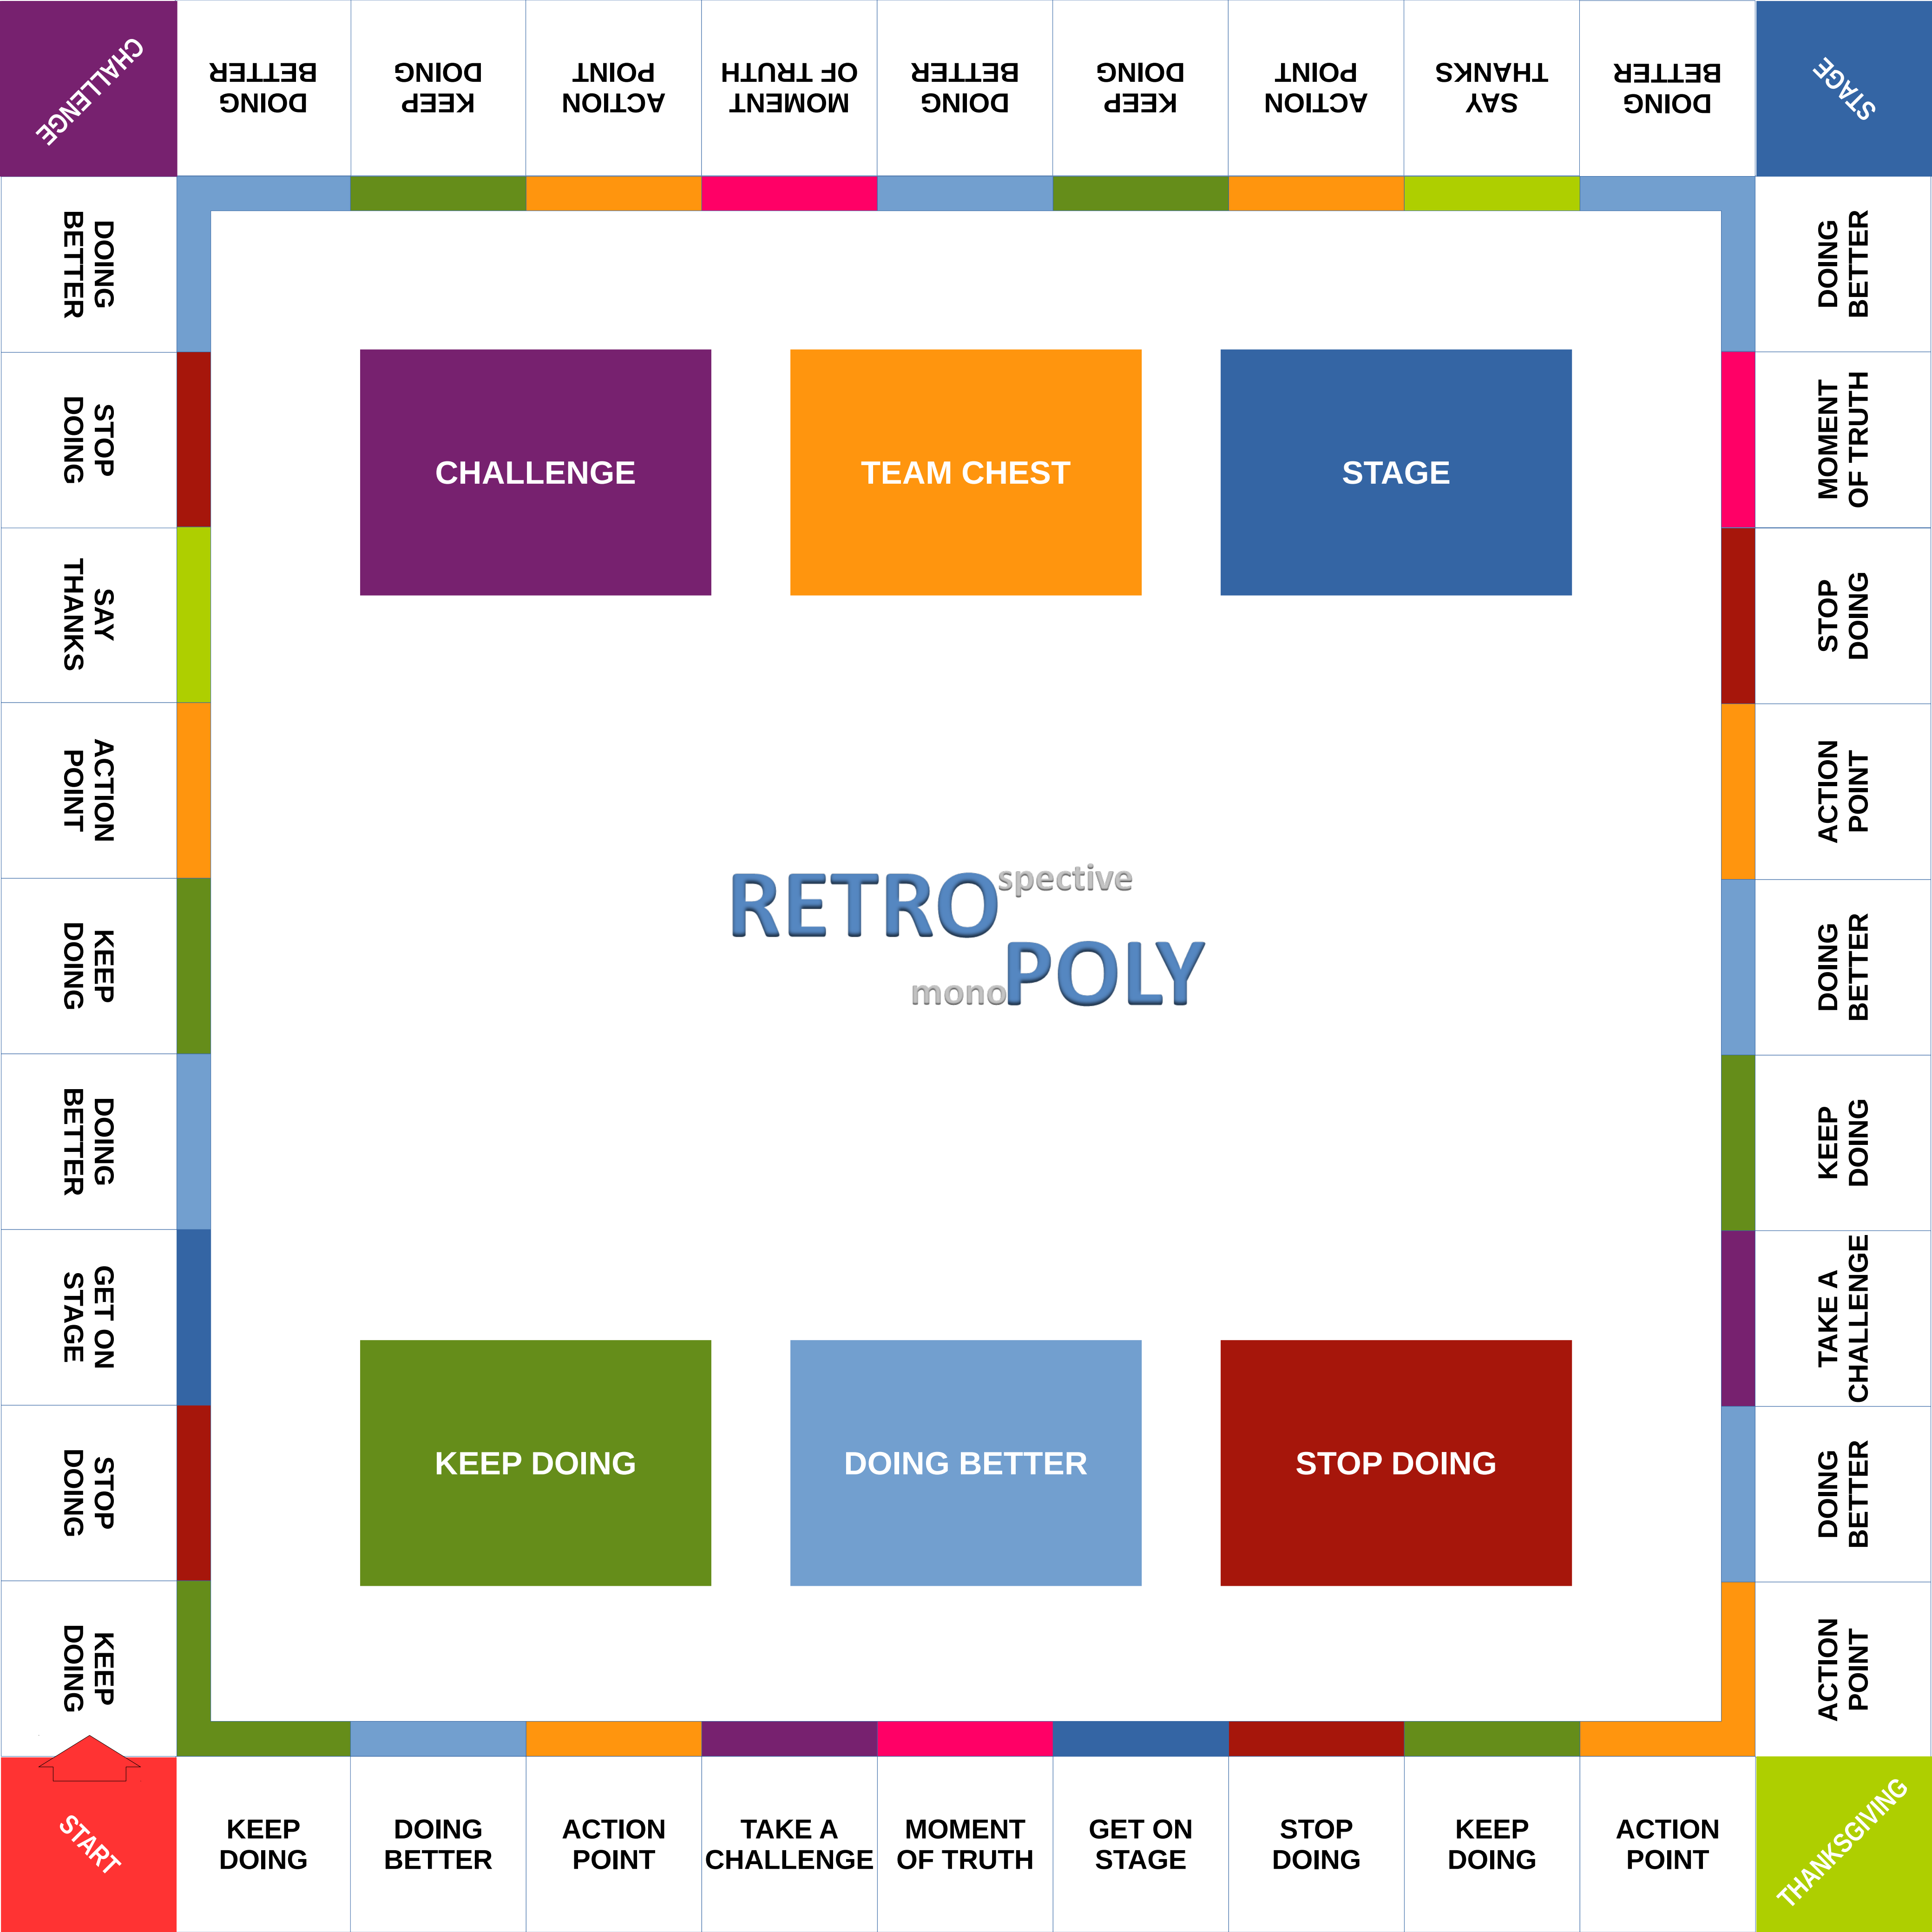 CHALLENGE
DOING
BETTER
KEEP
DOING
ACTION
POINT
MOMENT
OF TRUTH
DOING
BETTER
KEEP
DOING
ACTION
POINT
SAY
THANKS
DOING
BETTER
STAGE
DOING
BETTER
STOP
DOING
SAY
THANKS
ACTION
POINT
KEEP
DOING
DOING
BETTER
GET ON
STAGE
STOP
DOING
KEEP
DOING
CHALLENGE
TEAM CHEST
STAGE
RETROspective
monoPOLY
KEEP DOING
DOING BETTER
STOP DOING
DOING
BETTER
MOMENT
OF TRUTH
STOP
DOING
ACTION
POINT
DOING
BETTER
KEEP
DOING
TAKE A
CHALLENGE
DOING
BETTER
ACTION
POINT
START
KEEP
DOING
DOING
BETTER
ACTION
POINT
TAKE A
CHALLENGE
MOMENT
OF TRUTH
GET ON
STAGE
STOP
DOING
KEEP
DOING
ACTION
POINT
THANKSGIVING